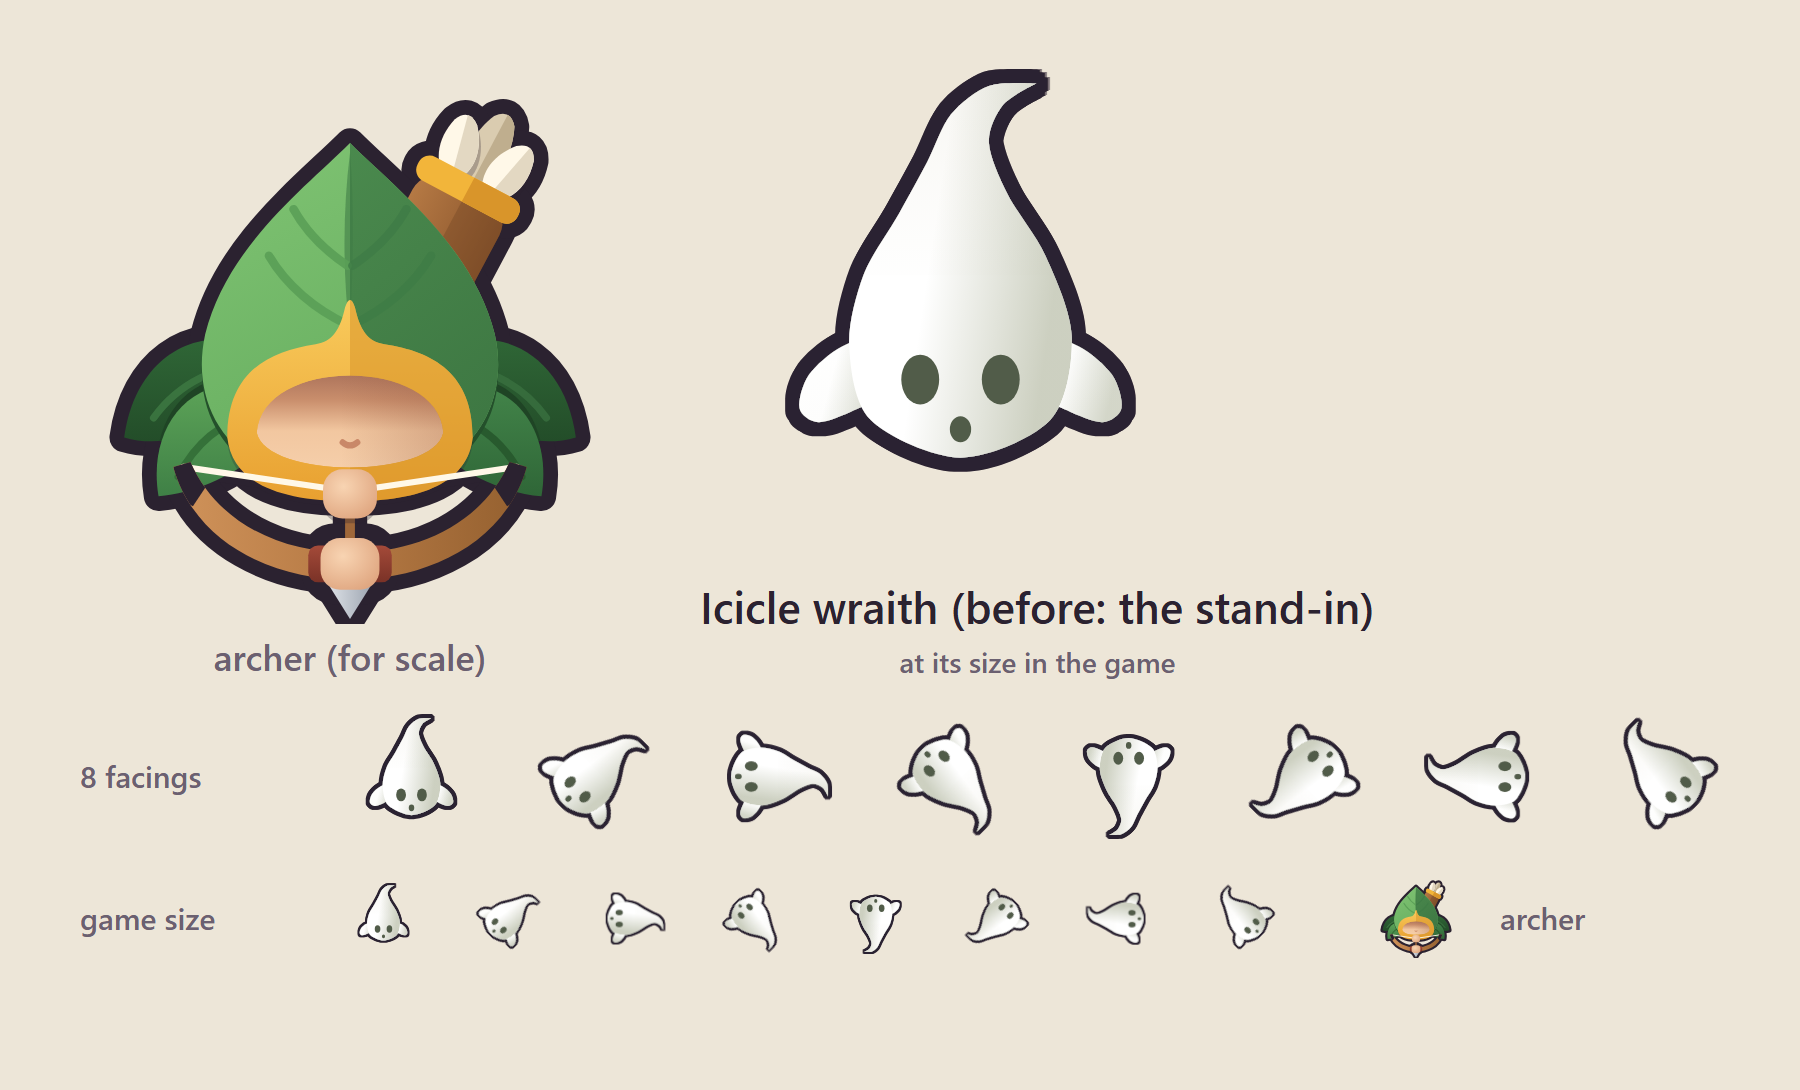 Icicle wraith (before: the stand-in)
archer (for scale)
at its size in the game
8 facings
game size
archer